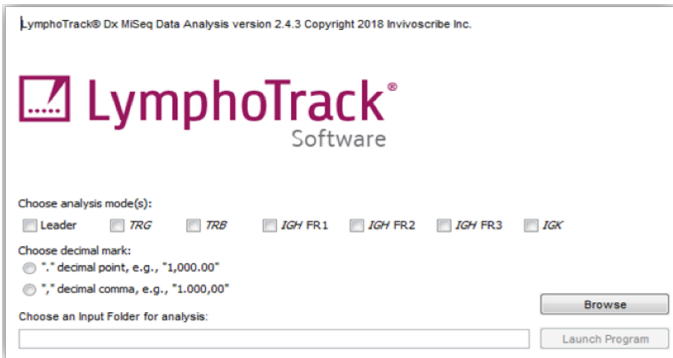 LymphoTrack® Dx MiSeq Data Analysis version 2.4.3 Copyright 2018 Invivoscribe Inc.
LymphoTrack®
Software
Choose analysis mode(s):
Leader TRG TRB IGH FR1 IGH FR2 IGH FR3 IGK
Choose decimal mark:
"." decimal point, e.g., "1,000.00"
"," decimal comma, e.g., "1.000,00"
Browse
Choose an Input Folder for analysis:
Launch Program